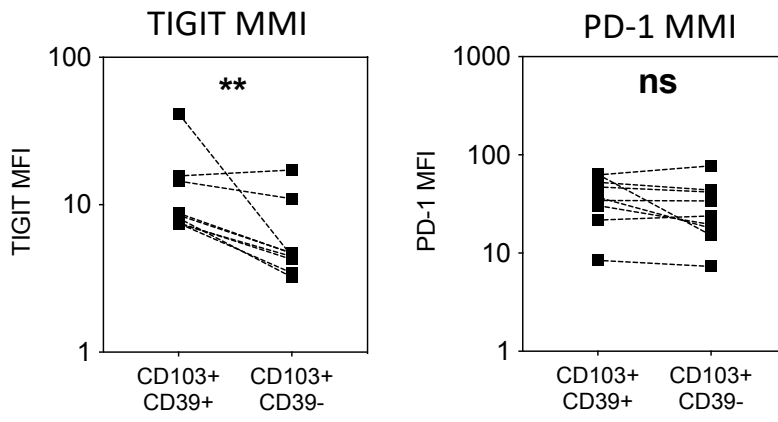 TIGIT MMI
100
10
1
TIGIT MFI
**
CD103+
CD39+
CD103+
CD39-
PD-1 MMI
1000
100
10
1
PD-1 MFI
ns
CD103+
CD39+
CD103+
CD39-